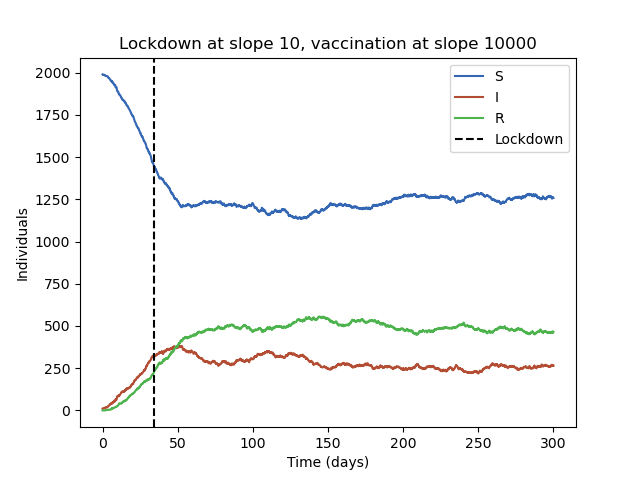 Lockdown at slope 10, vaccination at slope 10000
S
I
R
Lockdown
2000
1750
1500
1250
1000
750
500
250
0
Individuals
0 50 100 150 200 250 300
Time (days)